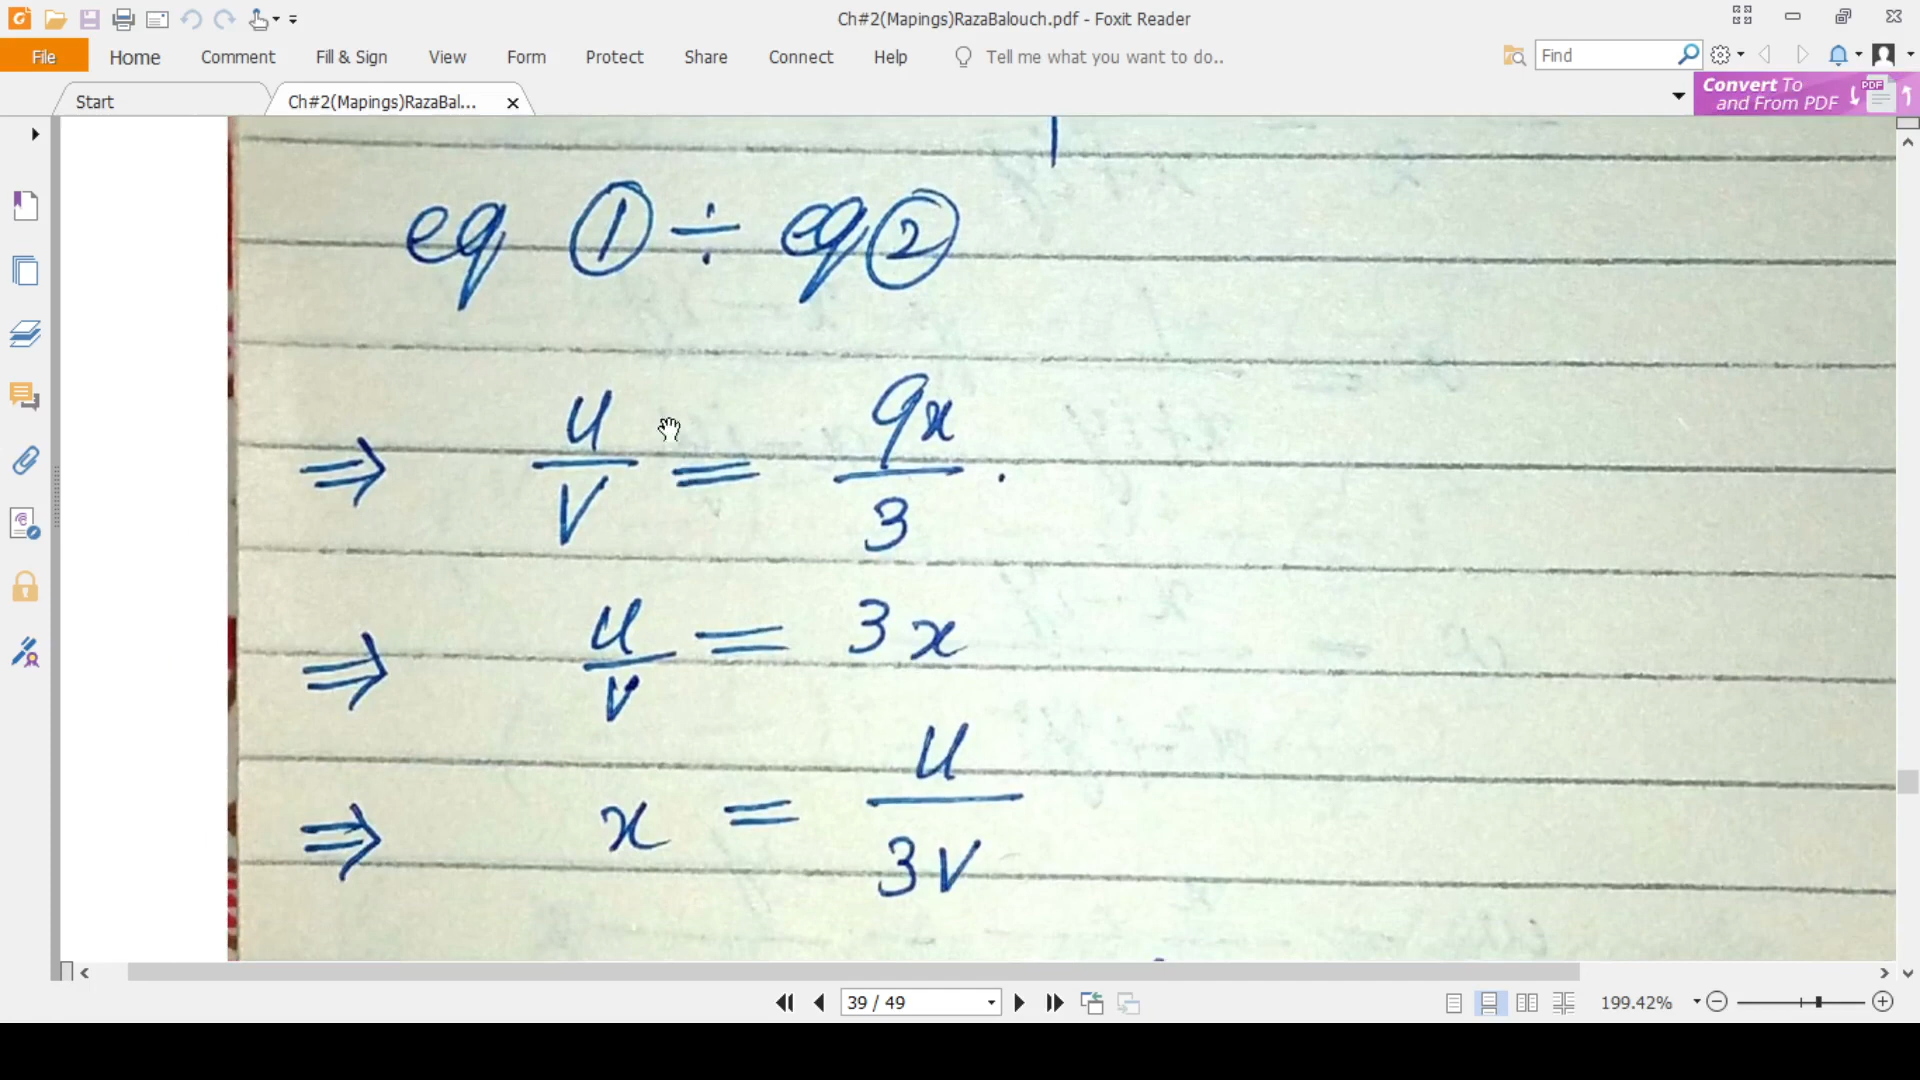 Ch#2(Mapings)RazaBalouch.pdf - Foxit Reader
File Home Comment Fill & Sign View Form Protect Share Connect Help Tell me what you want to do.. Find
Start Ch#2(Mapings)RazaBal... Convert To
and From PDF
PDF
eq ① ÷ eq ②
⇒ u/v = 9x/3 .
⇒ u/v = 3x
⇒ x = u/3v
39 / 49 199.42%